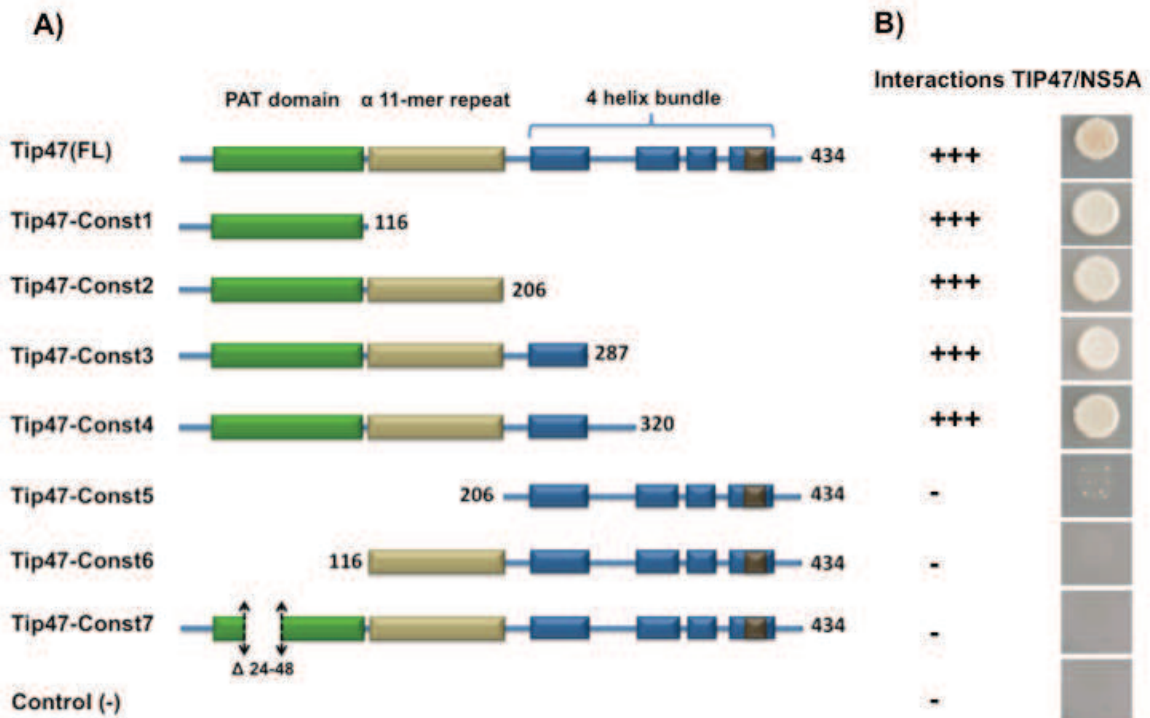 A)
B)
Interactions TIP47/NS5A
PAT domain α 11-mer repeat 4 helix bundle
Tip47(FL) 434 +++
Tip47-Const1 116 +++
Tip47-Const2 206 +++
Tip47-Const3 287 +++
Tip47-Const4 320 +++
Tip47-Const5 206 434 -
Tip47-Const6 116 434 -
Tip47-Const7 434 -
Δ 24-48
Control (-) -